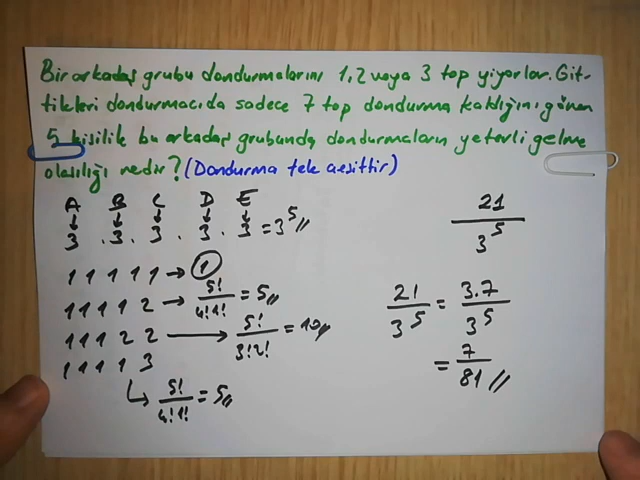 Bir arkadaş grubu dondurmalarını 1,2 veya 3 top yiyorlar. Git-
tikleri dondurmacıda sadece 7 top dondurma kaldığını gören
5 kişilik bu arkadaş grubunda dondurmaların yeterli gelme
olasılığı nedir? (Dondurma tek çeşittir)
A B C D E
↓ ↓ ↓ ↓ ↓
3 . 3 . 3 . 3 . 3 = 3^5 //
1 1 1 1 1 → 1
1 1 1 1 2 → 5!/4!1! = 5 //
1 1 1 2 2 → 5!/3!2! = 10 //
1 1 1 1 3
↳ 5!/4!1! = 5 //
21/3^5
21/3^5 = 3.7/3^5
= 7/81 //